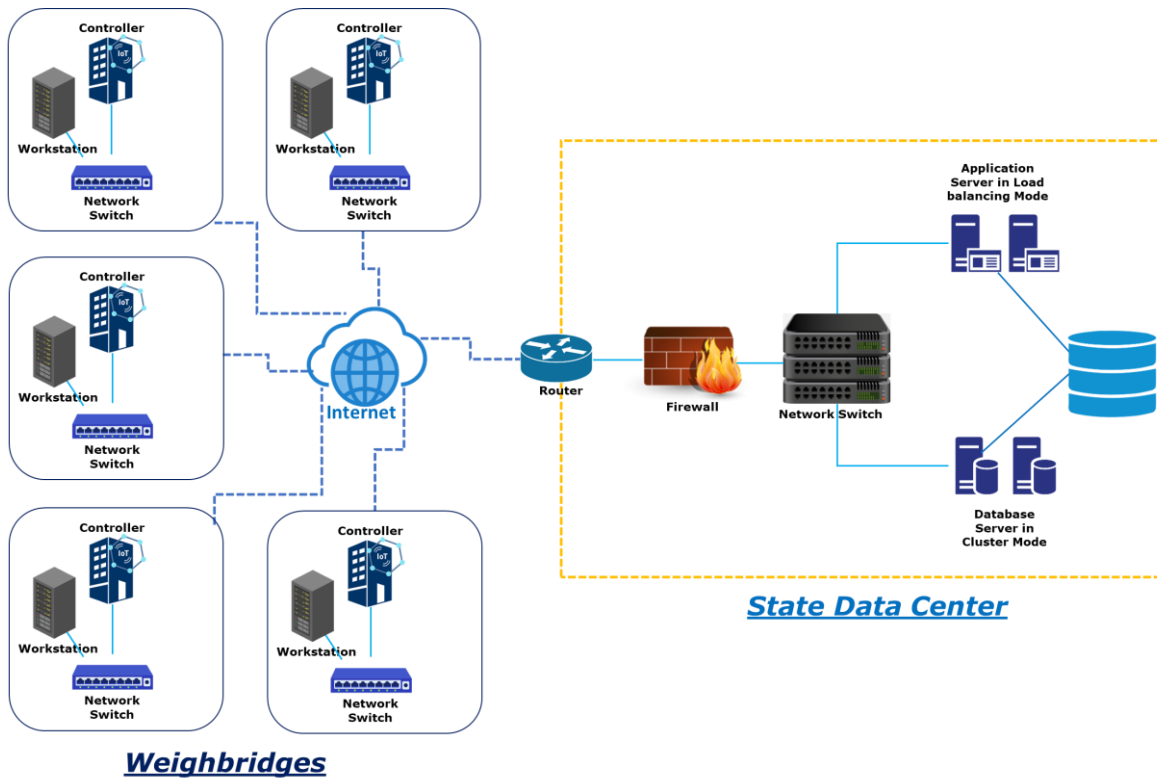 Controller
IoT
Workstation
Network
Switch
Controller
IoT
Workstation
Network
Switch
Controller
IoT
Workstation
Network
Switch
Controller
IoT
Workstation
Network
Switch
Controller
IoT
Workstation
Network
Switch
Weighbridges
Internet
Router
Firewall
Network Switch
Application
Server in Load
balancing Mode
Database
Server in
Cluster Mode
State Data Center